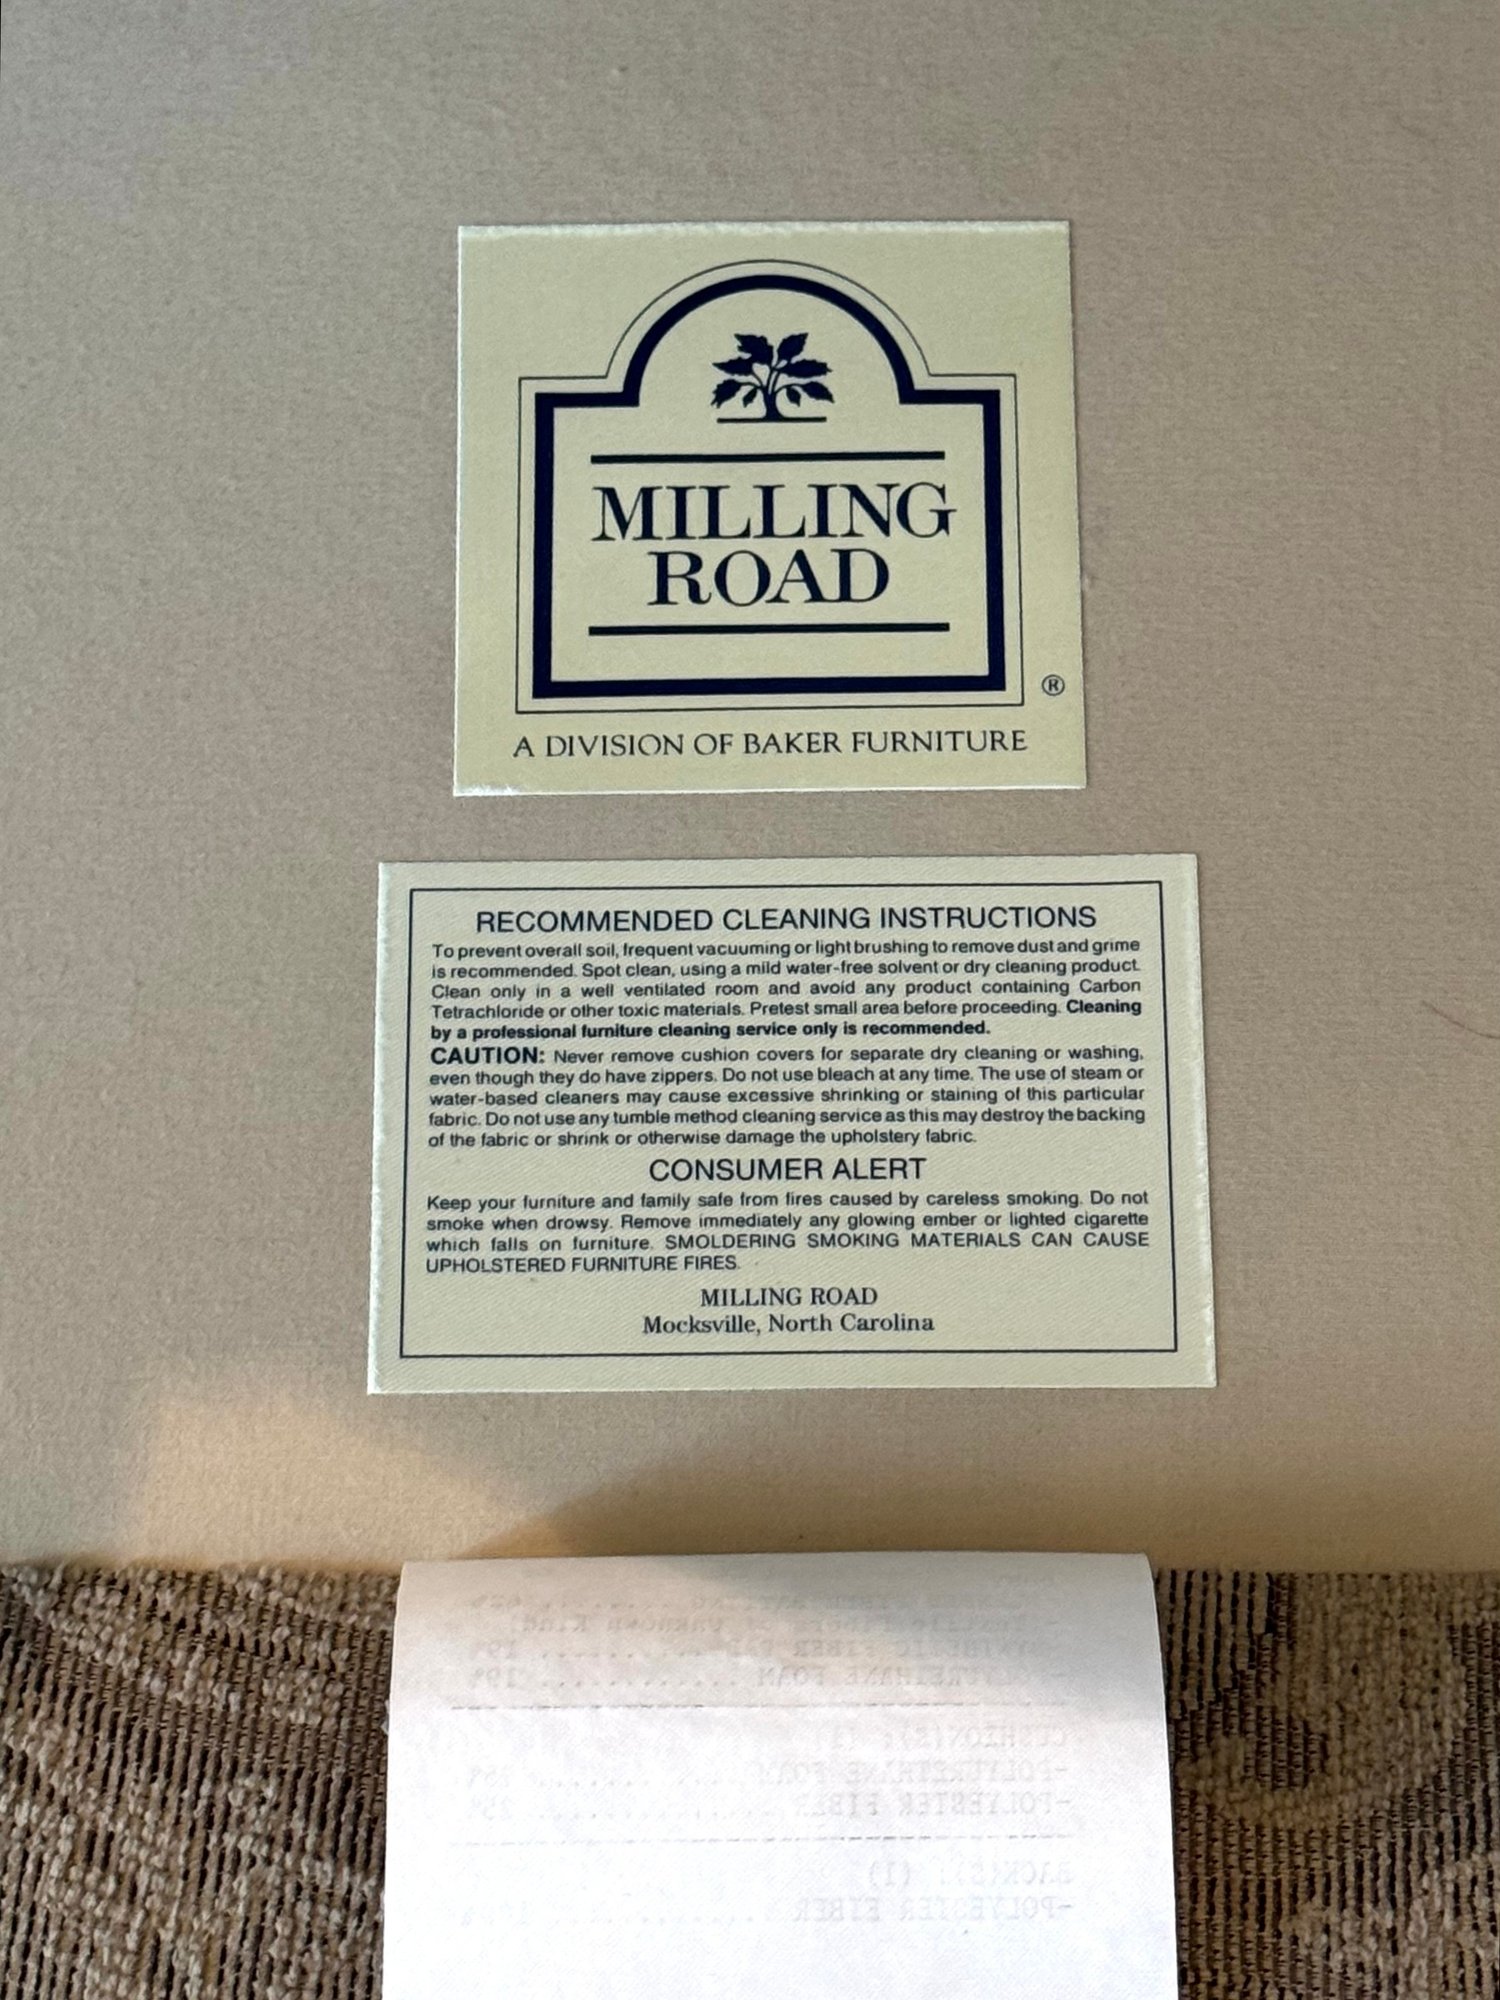 MILLING
ROAD
®
A DIVISION OF BAKER FURNITURE
RECOMMENDED CLEANING INSTRUCTIONS
To prevent overall soil, frequent vacuuming or light brushing to remove dust and grime
is recommended. Spot clean, using a mild water-free solvent or dry cleaning product.
Clean only in a well ventilated room and avoid any product containing Carbon
Tetrachloride or other toxic materials. Pretest small area before proceeding. Cleaning
by a professional furniture cleaning service only is recommended.
CAUTION: Never remove cushion covers for separate dry cleaning or washing,
even though they do have zippers. Do not use bleach at any time. The use of steam or
water-based cleaners may cause excessive shrinking or staining of this particular
fabric. Do not use any tumble method cleaning service as this may destroy the backing
of the fabric or shrink or otherwise damage the upholstery fabric.
CONSUMER ALERT
Keep your furniture and family safe from fires caused by careless smoking. Do not
smoke when drowsy. Remove immediately any glowing ember or lighted cigarette
which falls on furniture. SMOLDERING SMOKING MATERIALS CAN CAUSE
UPHOLSTERED FURNITURE FIRES.
MILLING ROAD
Mocksville, North Carolina
Unknown Kind
FIBER
FOAM
-POLYESTER FIBER
-POLYESTER FIBER